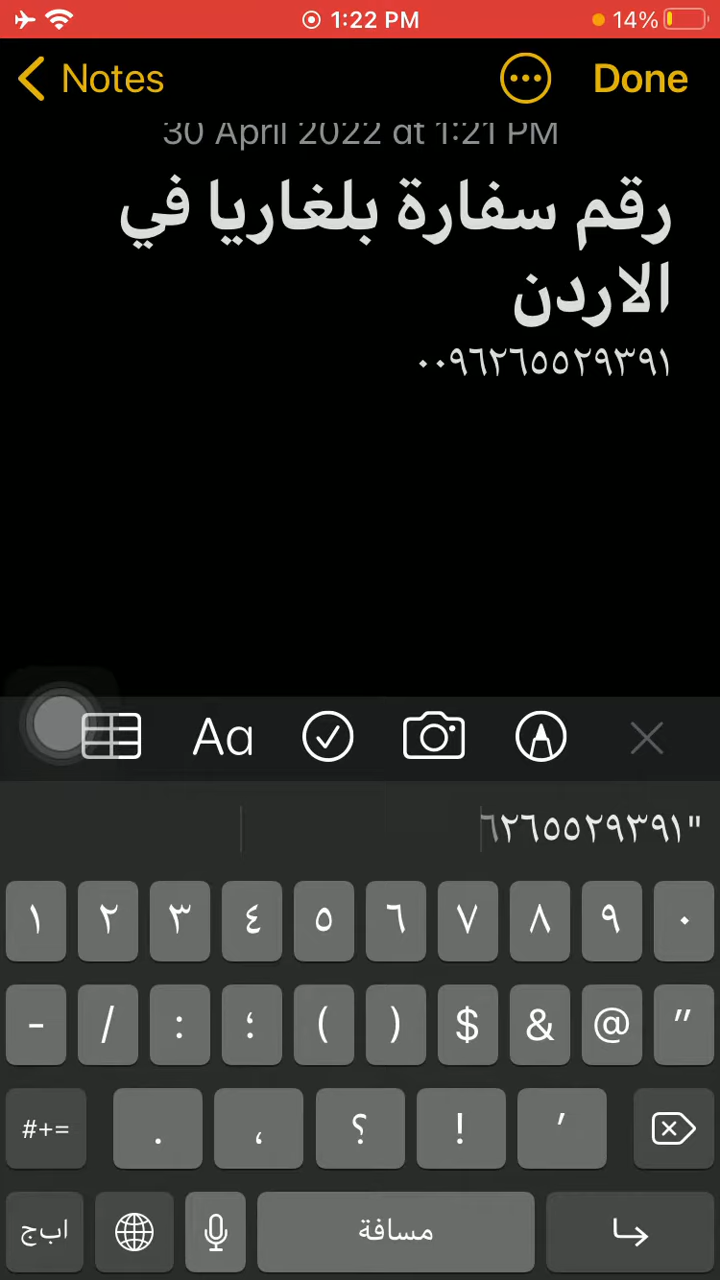 1:22 PM
14%
Notes
Done
30 April 2022 at 1:21 PM
رقم سفارة بلغاريا في
الاردن
٠٠٩٦٢٦٥٥٢٩٣٩١
Aa
٦٢٦٥٥٢٩٣٩١"
١ ٢ ٣ ٤ ٥ ٦ ٧ ٨ ٩ ٠
- / : ؛ ( ) $ & @ "
#+= . ، ؟ ! '
اب‌ج مسافة